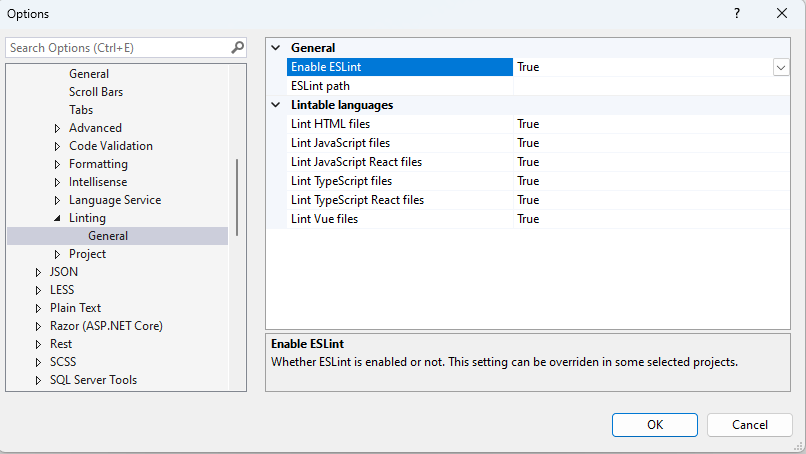 Options
?
Search Options (Ctrl+E)
General
Scroll Bars
Tabs
Advanced
Code Validation
Formatting
Intellisense
Language Service
Linting
General
Project
JSON
LESS
Plain Text
Razor (ASP.NET Core)
Rest
SCSS
SQL Server Tools
General
Enable ESLint True
ESLint path
Lintable languages
Lint HTML files True
Lint JavaScript files True
Lint JavaScript React files True
Lint TypeScript files True
Lint TypeScript React files True
Lint Vue files True
Enable ESLint
Whether ESLint is enabled or not. This setting can be overriden in some selected projects.
OK Cancel